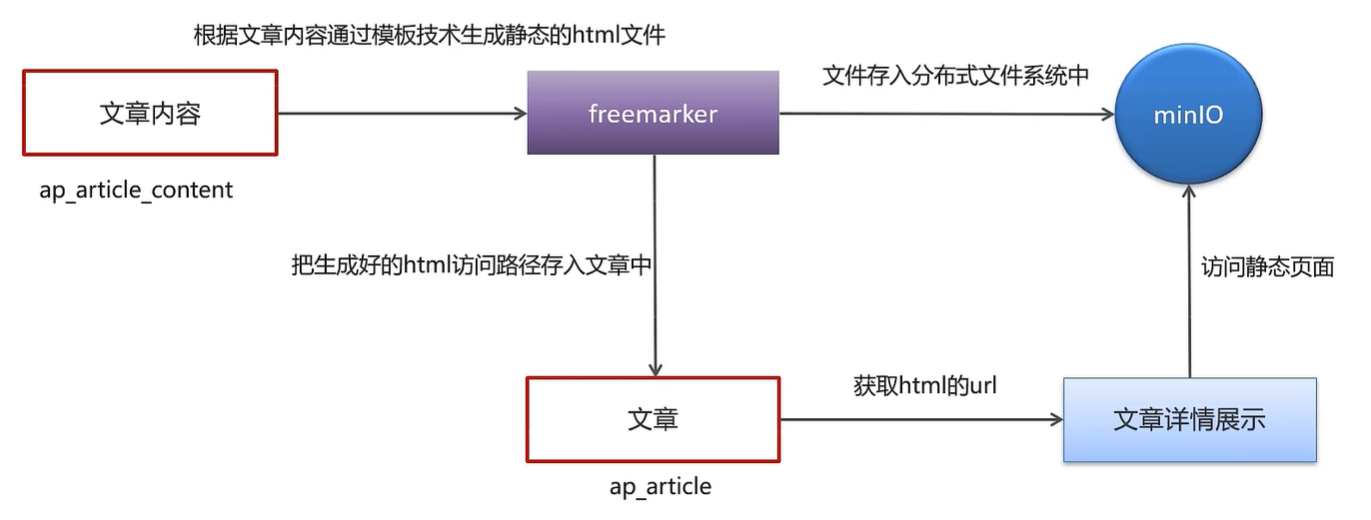 根据文章内容通过模板技术生成静态的html文件
文件存入分布式文件系统中
文章内容
freemarker
minIO
ap_article_content
把生成好的html访问路径存入文章中
访问静态页面
获取html的url
文章
文章详情展示
ap_article